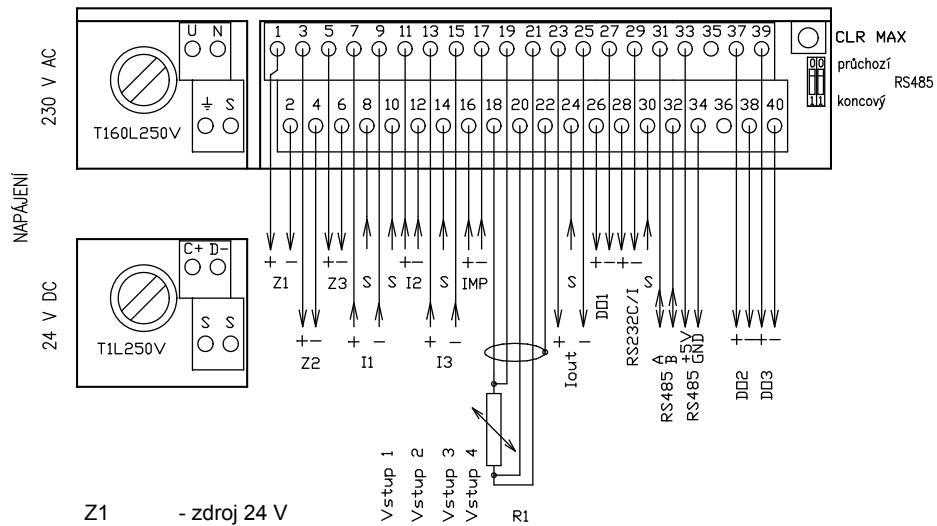 NAPÁJENÍ
230 V AC
U N
⏚ S
T160L250V
24 V DC
C+ D-
S S
T1L250V
1 3 5 7 9 11 13 15 17 19 21 23 25 27 29 31 33 35 37 39
2 4 6 8 10 12 14 16 18 20 22 24 26 28 30 32 34 36 38 40
CLR MAX
00 průchozí
RS485
11 koncový
+ - Z1
+ - Z2
+ - Z3
+ - I1
S
S
+ - I2
S
+ - I3
+ - IMP
S
+ - Iout
+ - DO1
+ - RS232C/I
S
RS485 A
B
+5V
RS485 GND
+ - DO2
+ - DO3
Vstup 1
Vstup 2
Vstup 3
Vstup 4
R1
Z1 - zdroj 24 V